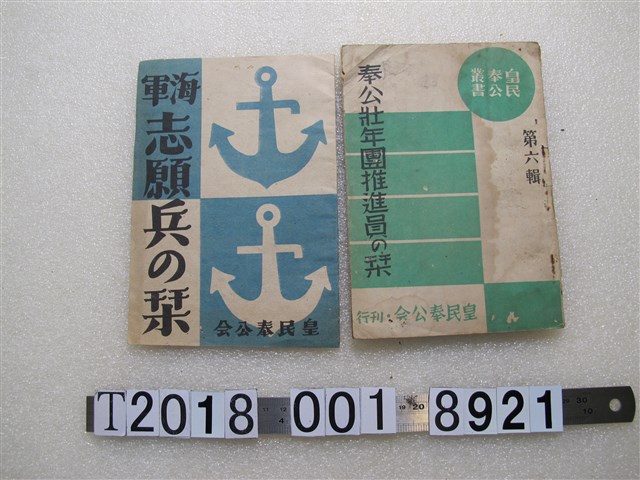 海軍
志願兵の栞
皇民奉公会
皇民
奉公
叢書
第六輯
奉公壯年團推進員の栞
皇民奉公会・刊行
T2018 001 8921